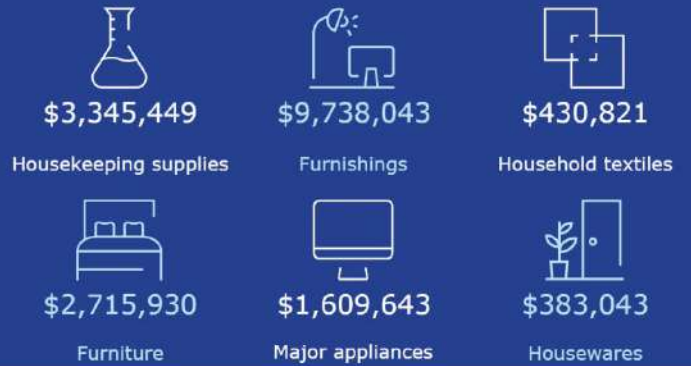 $3,345,449 $9,738,043 $430,821
Housekeeping supplies Furnishings Household textiles
$2,715,930 $1,609,643 $383,043
Furniture Major appliances Housewares